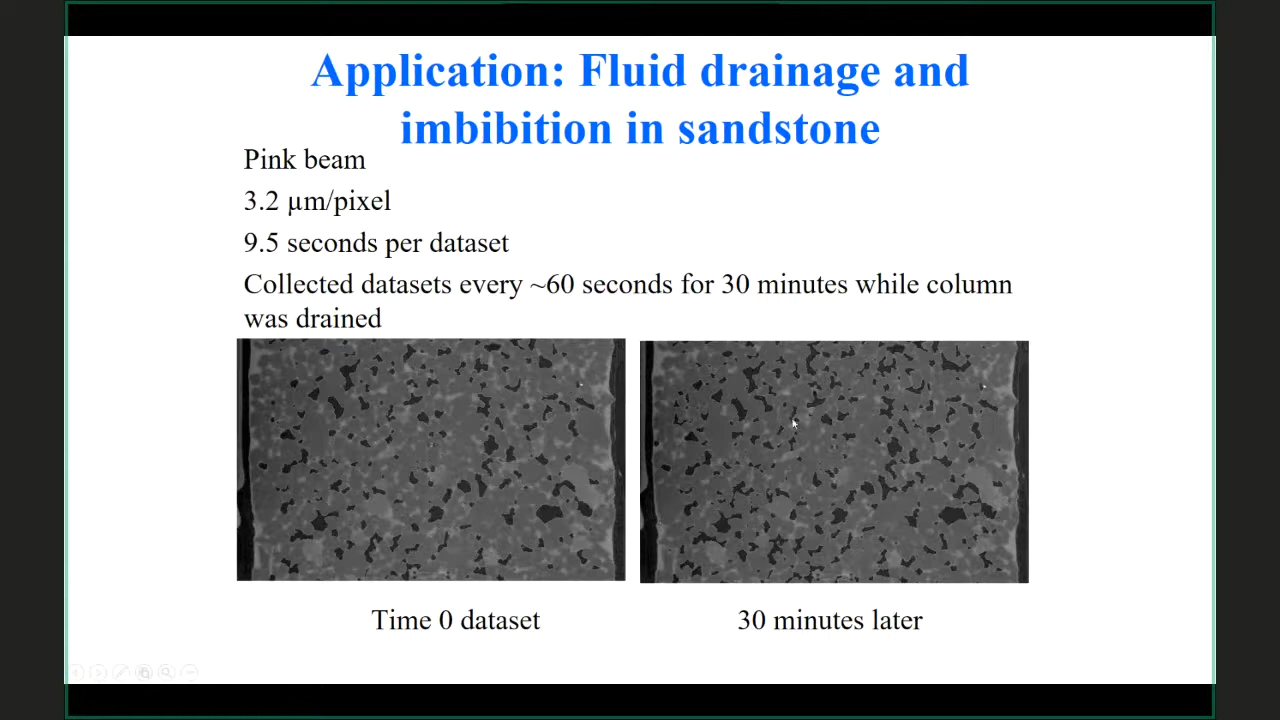 Application: Fluid drainage and
imbibition in sandstone
Pink beam
3.2 µm/pixel
9.5 seconds per dataset
Collected datasets every ~60 seconds for 30 minutes while column
was drained
Time 0 dataset
30 minutes later